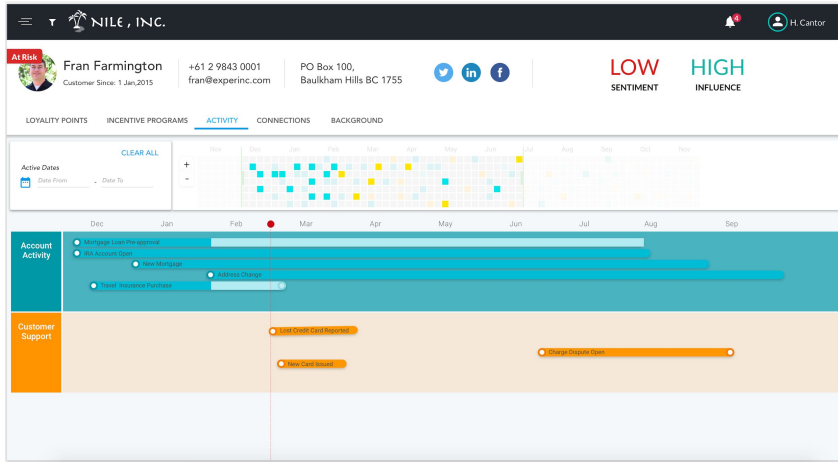 NILE, INC.
4
H. Cantor
At Risk
Fran Farmington
Customer Since: 1 Jan,2015
+61 2 9843 0001
fran@experinc.com
PO Box 100,
Baulkham Hills BC 1755
LOW
SENTIMENT
HIGH
INFLUENCE
LOYALITY POINTS
INCENTIVE PROGRAMS
ACTIVITY
CONNECTIONS
BACKGROUND
CLEAR ALL
Active Dates
Date From - Date To
+
-
Nov Dec Jan Feb Mar Apr May Jun Jul Aug Sep Oct Nov
Dec Jan Feb Mar Apr May Jun Jul Aug Sep
Account
Activity
Mortgage Loan Pre-approval
IRA Account Open
New Mortgage
Address Change
Travel Insurance Purchase
Customer
Support
Lost Credit Card Reported
Charge Dispute Open
New Card Issued